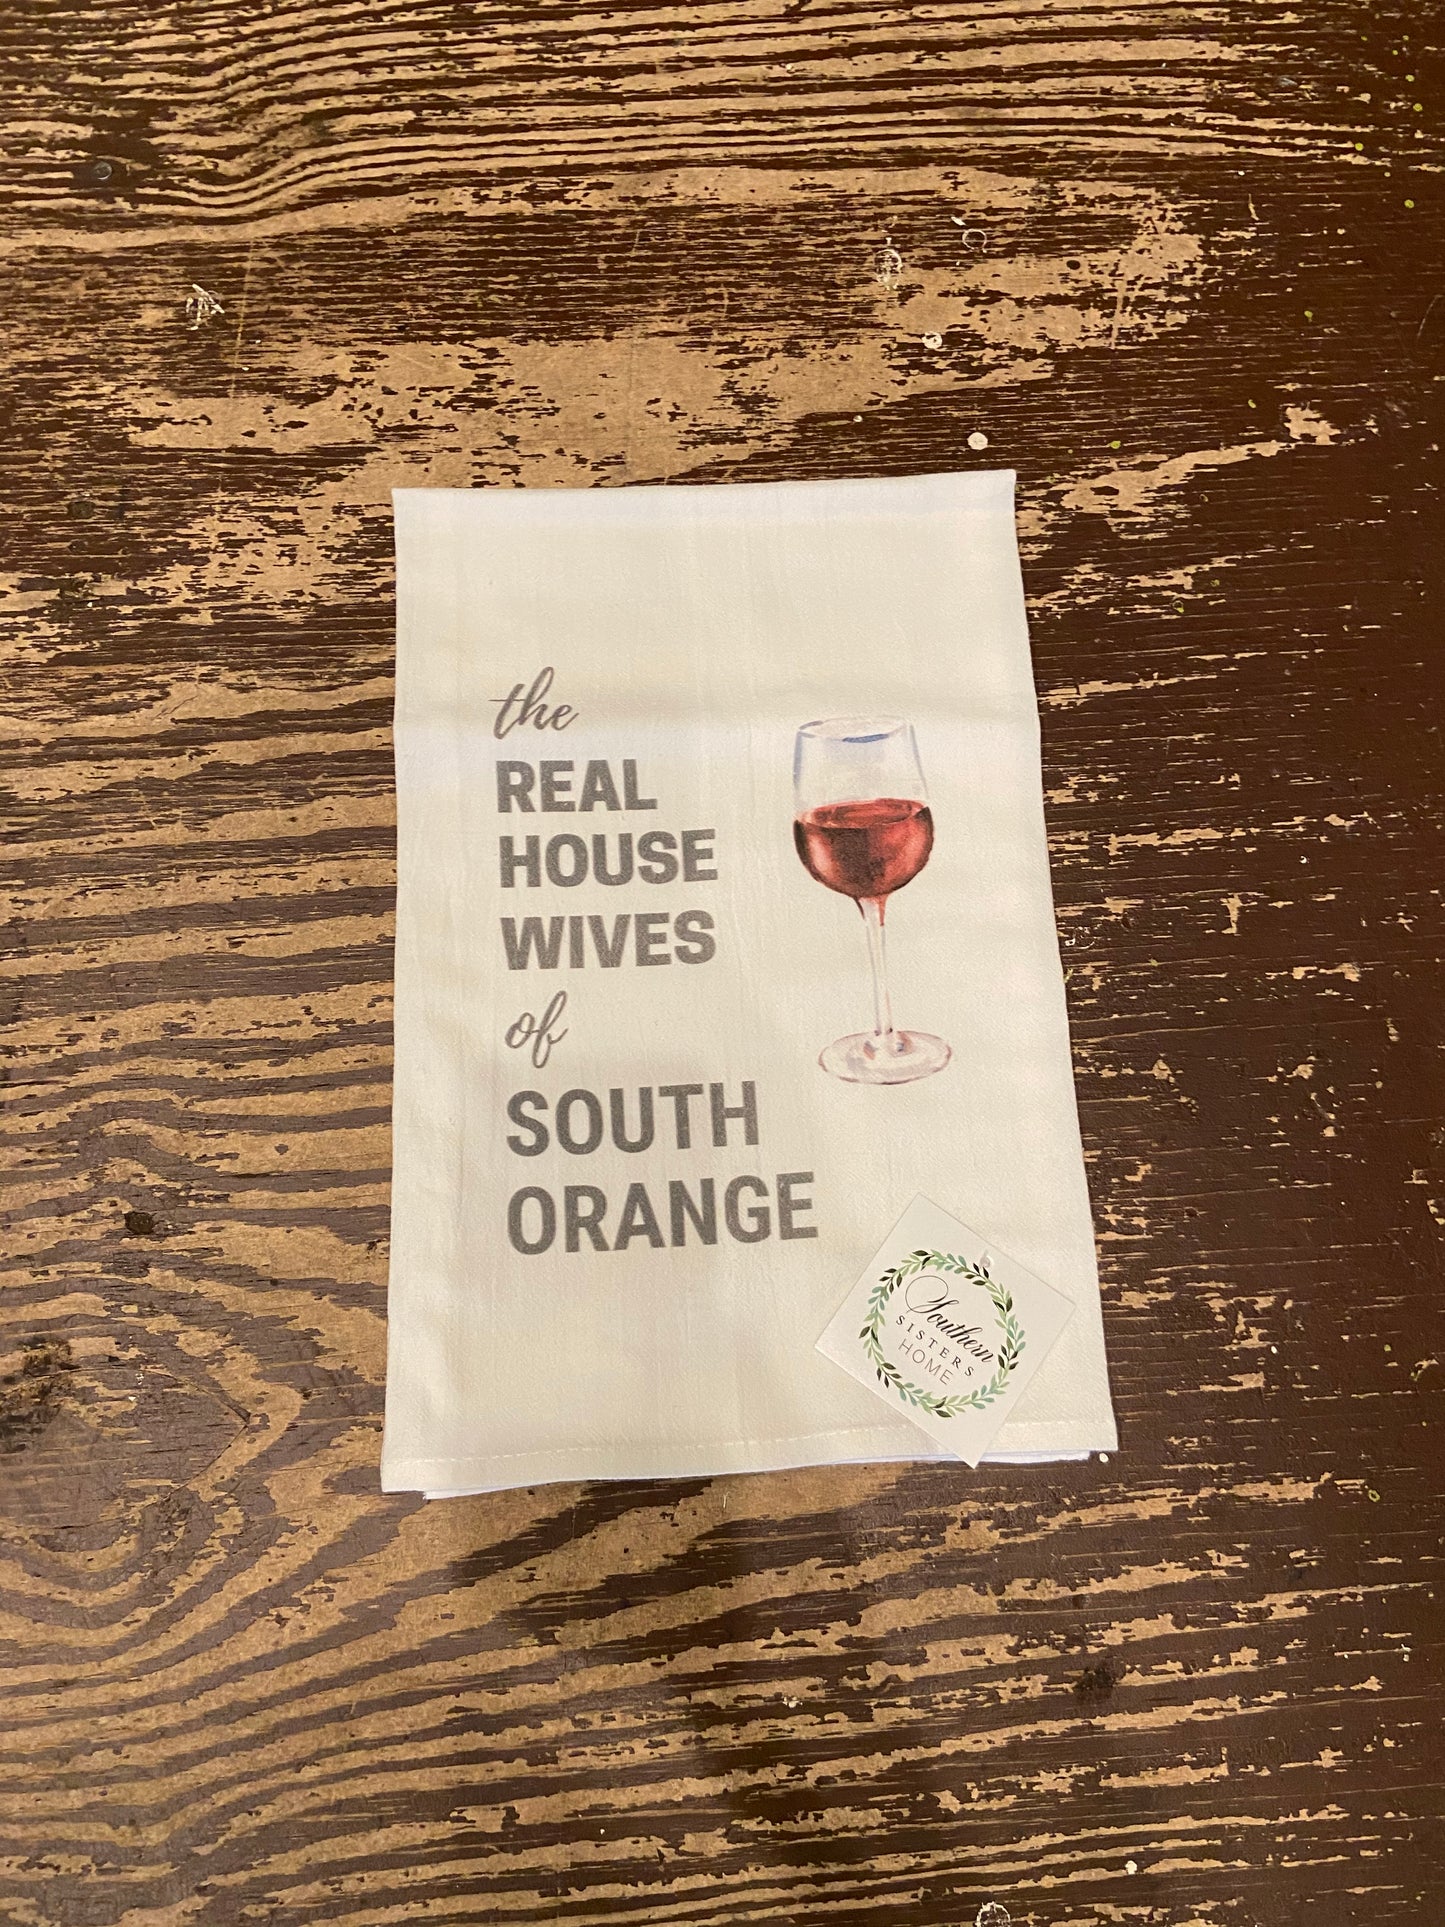 the
REAL
HOUSE
WIVES
of
SOUTH
ORANGE
Southern
SISTERS
HOME